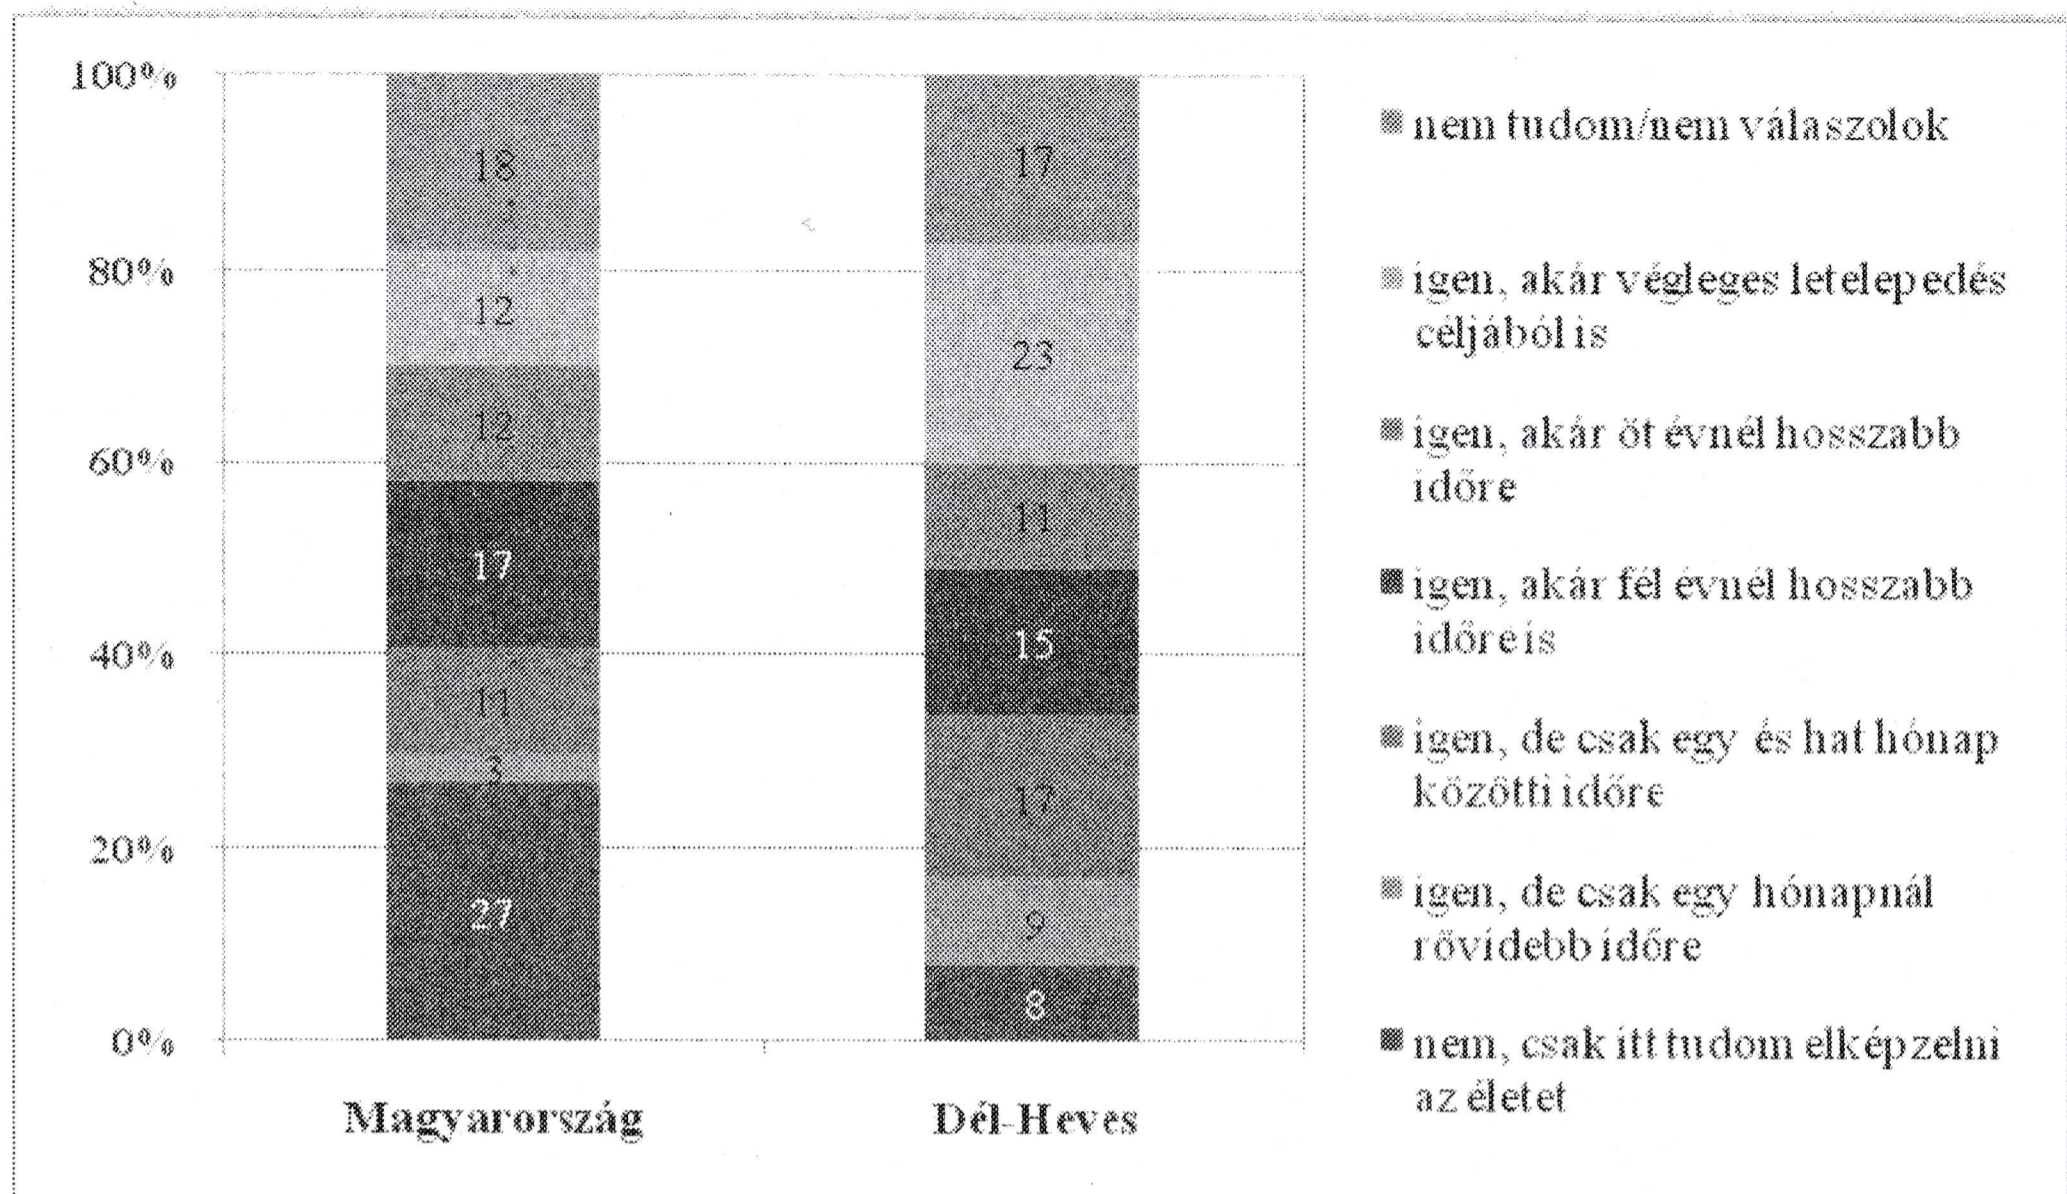 100%
80%
60%
40%
20%
0%
18
12
12
17
11
3
27
17
23
11
15
17
9
8
Magyarország
Dél-Heves
nem tudom/nem válaszolok
igen, akár végleges letelepedés
céljából is
igen, akár öt évnél hosszabb
időre
igen, akár fél évnél hosszabb
időre is
igen, de csak egy és hat hónap
közötti időre
igen, de csak egy hónapnál
rövidebb időre
nem, csak itt tudom elképzelni
az életet